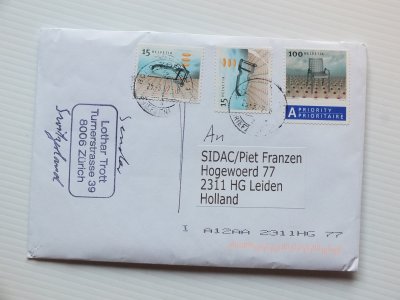 15 HELVETIA
15 HELVETIA
100 HELVETIA
A PRIORITY
PRIORITAIRE
Sender
Lothar Trott
Turnerstrasse 39
8006 Zürich
Switzerland
An
SIDAC/Piet Franzen
Hogewoerd 77
2311 HG Leiden
Holland
I A12AA 2311HG 77